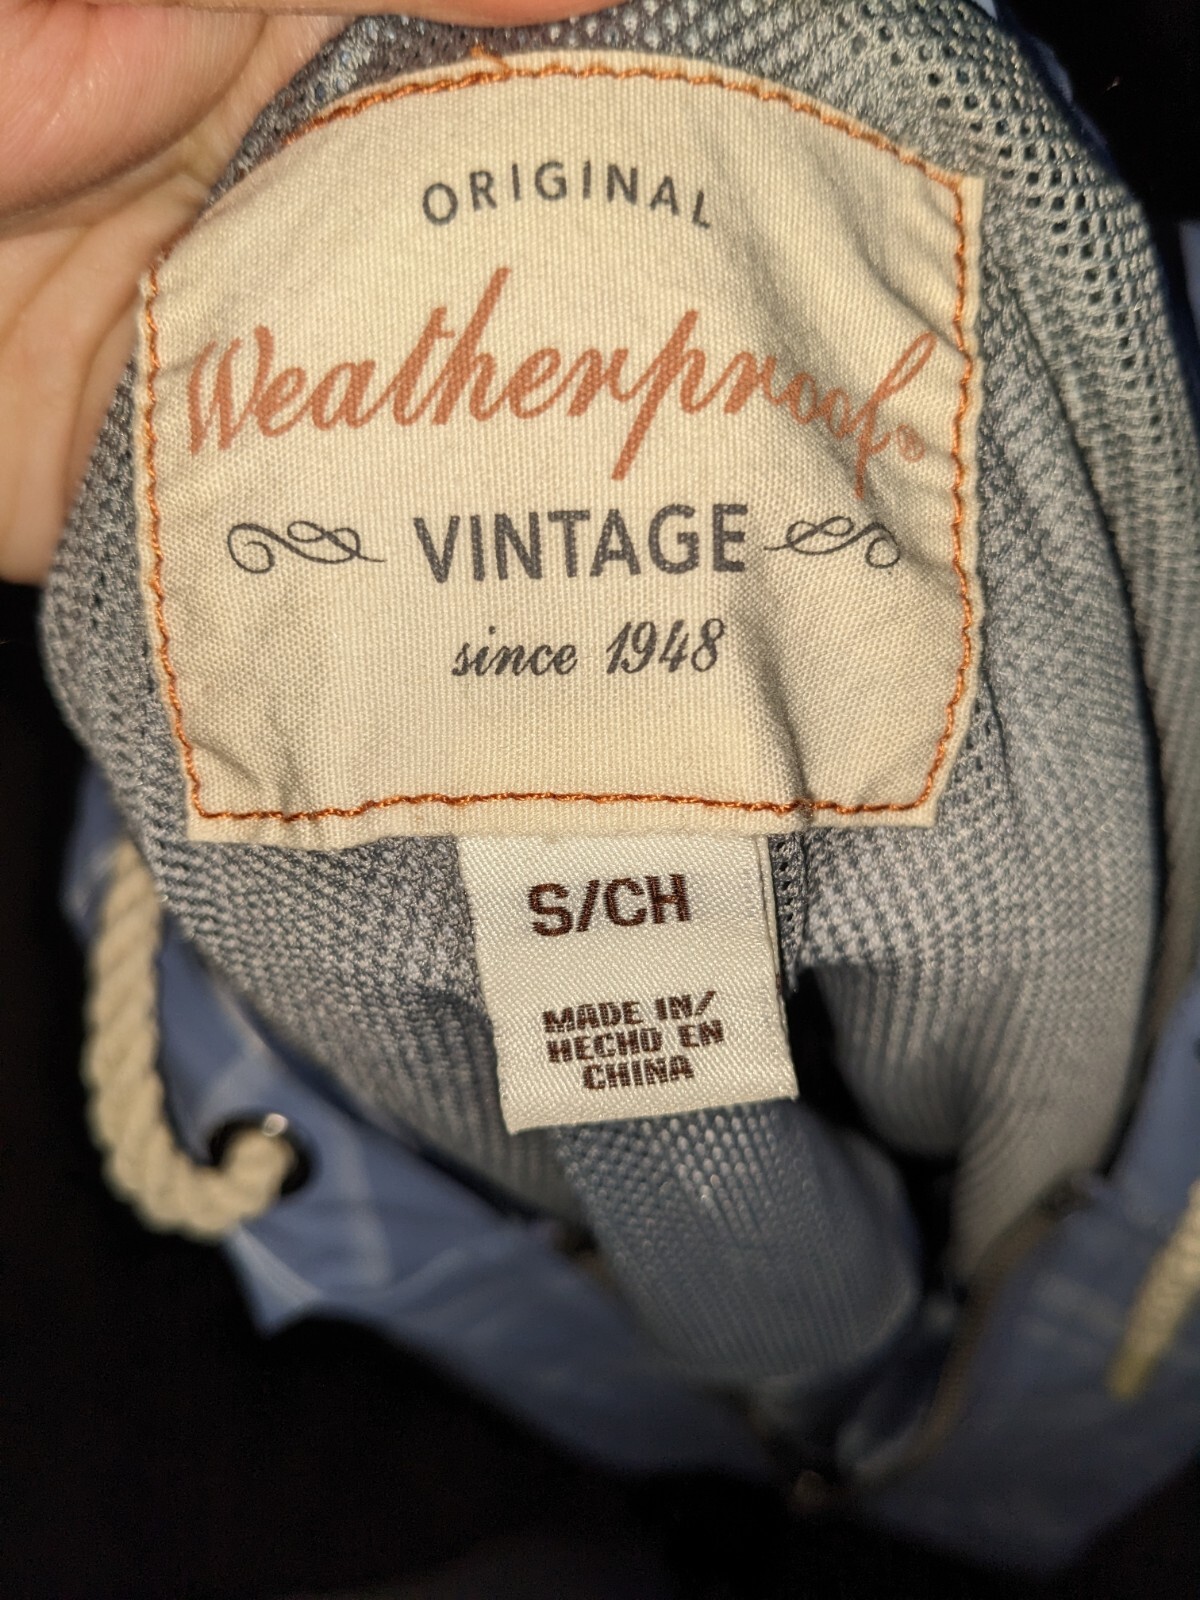 ORIGINAL
Weatherproof®
VINTAGE
since 1948
S/CH
MADE IN/
HECHO EN
CHINA